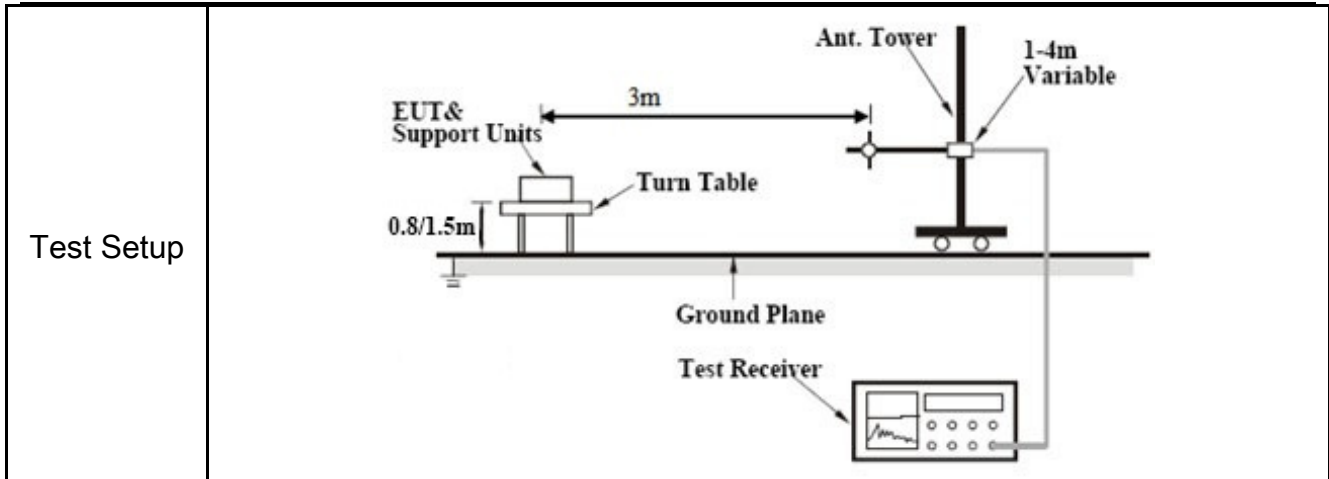 Test Setup
Ant. Tower
1-4m
Variable
3m
EUT&
Support Units
Turn Table
0.8/1.5m
Ground Plane
Test Receiver